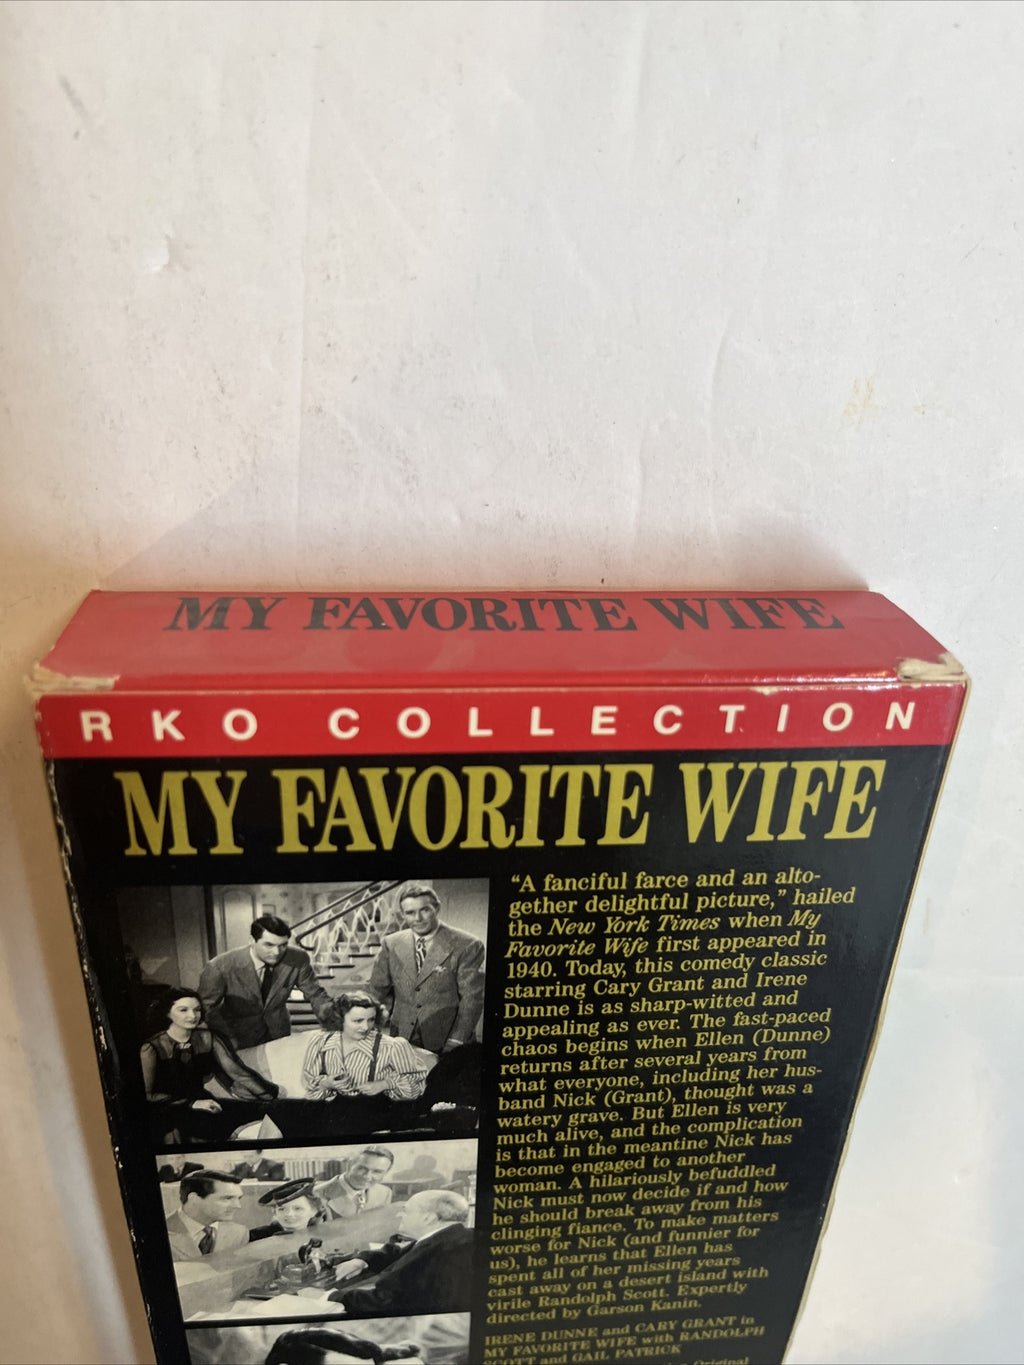 MY FAVORITE WIFE
RKO COLLECTION
MY FAVORITE WIFE
“A fanciful farce and an alto-
gether delightful picture,” hailed
the New York Times when My
Favorite Wife first appeared in
1940. Today, this comedy classic
starring Cary Grant and Irene
Dunne is as sharp-witted and
appealing as ever. The fast-paced
chaos begins when Ellen (Dunne)
returns after several years from
what everyone, including her hus-
band Nick (Grant), thought was a
watery grave. But Ellen is very
much alive, and the complication
is that in the meantime Nick has
become engaged to another
woman. A hilariously befuddled
Nick must now decide if and how
he should break away from his
clinging fiance. To make matters
worse for Nick (and funnier for
us), he learns that Ellen has
spent all of her missing years
cast away on a desert island with
virile Randolph Scott. Expertly
directed by Garson Kanin.
IRENE DUNNE and CARY GRANT in
MY FAVORITE WIFE with RANDOLPH
SCOTT and GAIL PATRICK
Original